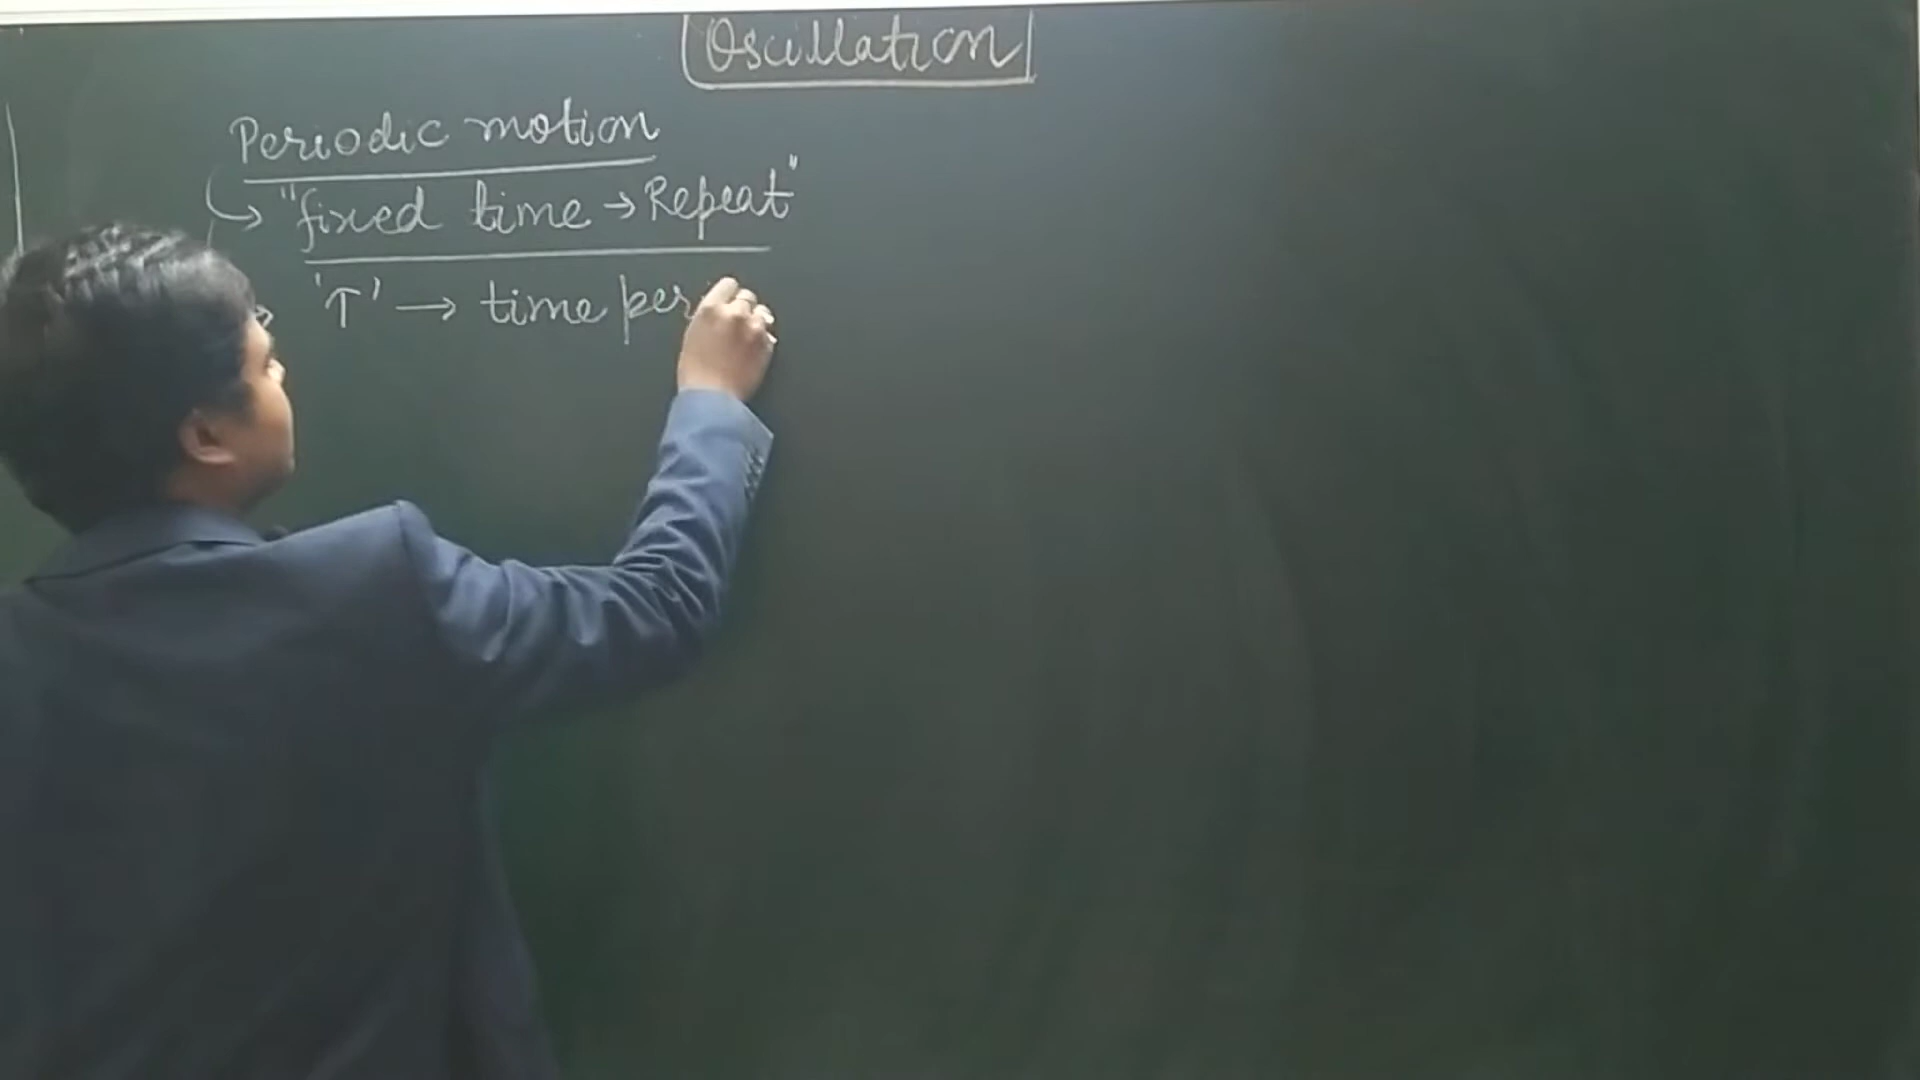 Oscillation
Periodic motion
↳ "fixed time → Repeat"
'T' → time per